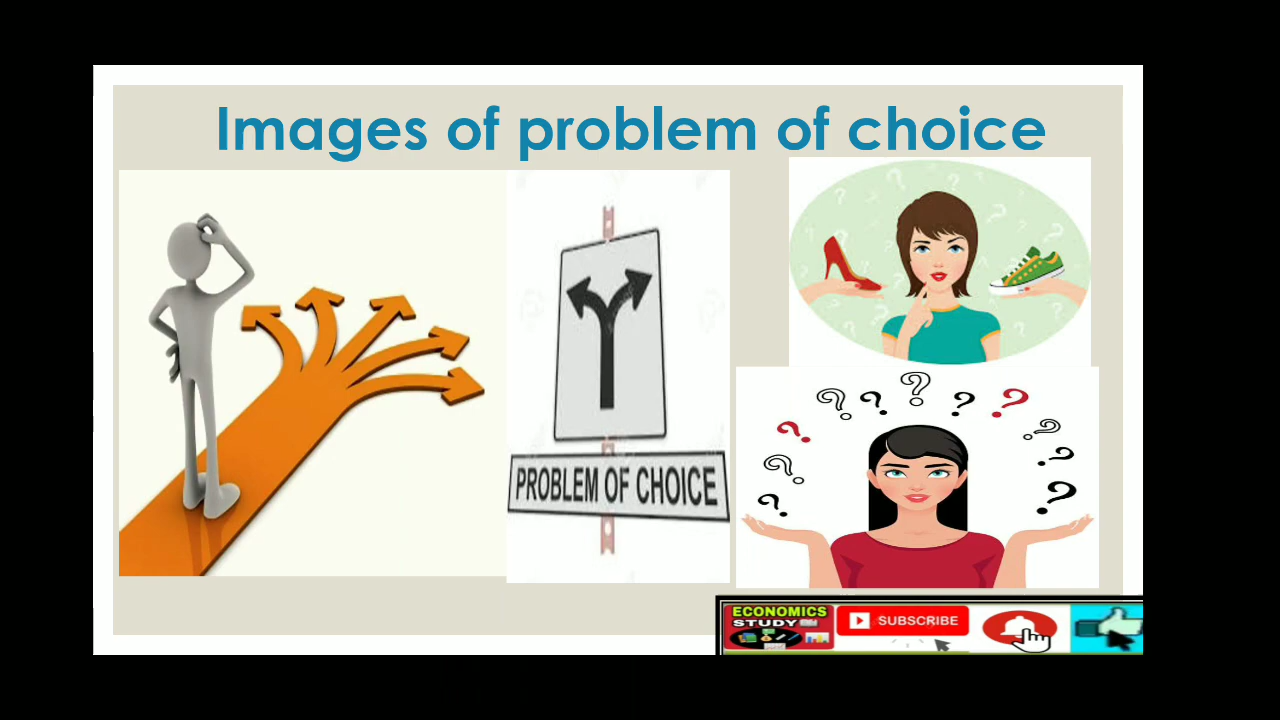 Images of problem of choice
PROBLEM OF CHOICE
ECONOMICS
STUDY
SUBSCRIBE